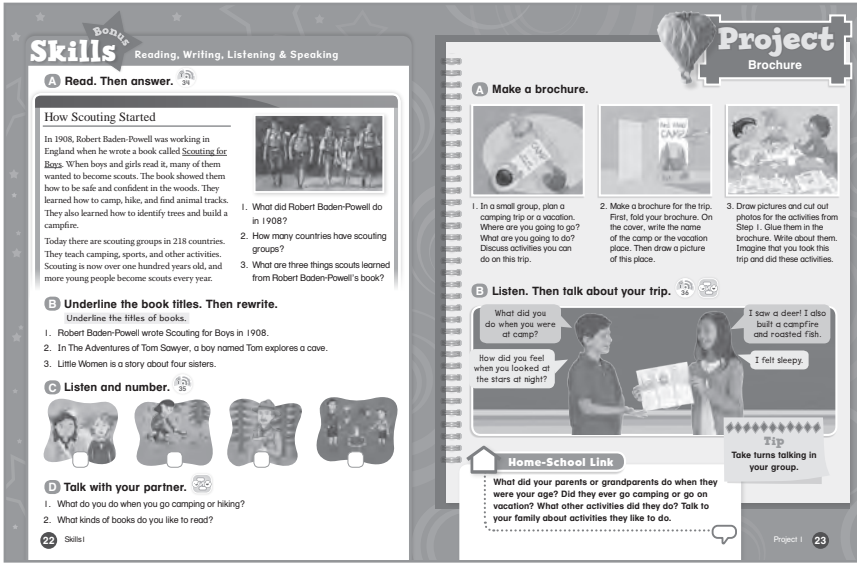 Bonus
Skills
Reading, Writing, Listening & Speaking
A Read. Then answer. 34
How Scouting Started
In 1908, Robert Baden-Powell was working in
England when he wrote a book called Scouting for
Boys. When boys and girls read it, many of them
wanted to become scouts. The book showed them
how to be safe and confident in the woods. They
learned how to camp, hike, and find animal tracks.
They also learned how to identify trees and build a
campfire.
Today there are scouting groups in 218 countries.
They teach camping, sports, and other activities.
Scouting is now over one hundred years old, and
more young people become scouts every year.
1. What did Robert Baden-Powell do
in 1908?
2. How many countries have scouting
groups?
3. What are three things scouts learned
from Robert Baden-Powell's book?
B Underline the book titles. Then rewrite.
Underline the titles of books.
1. Robert Baden-Powell wrote Scouting for Boys in 1908.
2. In The Adventures of Tom Sawyer, a boy named Tom explores a cave.
3. Little Women is a story about four sisters.
C Listen and number. 35
D Talk with your partner.
1. What do you do when you go camping or hiking?
2. What kinds of books do you like to read?
22 Skills1
Project
Brochure
A Make a brochure.
CAMP
CAMP
1. In a small group, plan a
camping trip or a vacation.
Where are you going to go?
What are you going to do?
Discuss activities you can
do on this trip.
2. Make a brochure for the trip.
First, fold your brochure. On
the cover, write the name
of the camp or the vacation
place. Then draw a picture
of this place.
3. Draw pictures and cut out
photos for the activities from
Step 1. Glue them in the
brochure. Write about them.
Imagine that you took this
trip and did these activities.
B Listen. Then talk about your trip. 36
What did you
do when you were
at camp?
I saw a deer! I also
built a campfire
and roasted fish.
How did you feel
when you looked at
the stars at night?
I felt sleepy.
Tip
Take turns talking in
your group.
Home-School Link
What did your parents or grandparents do when they
were your age? Did they ever go camping or go on
vacation? What other activities did they do? Talk to
your family about activities they like to do.
Project 1 23